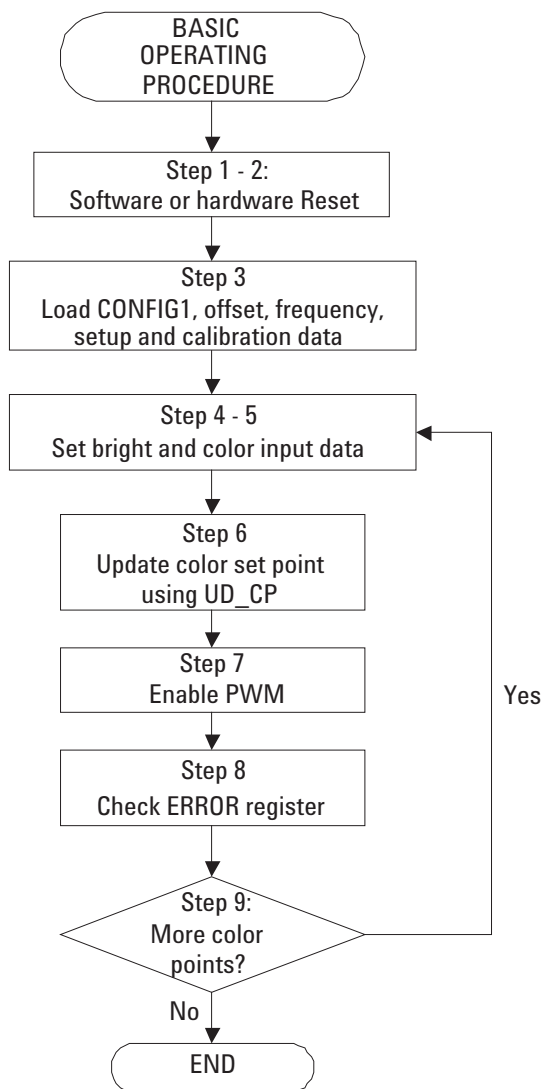 BASIC
OPERATING
PROCEDURE
Step 1 - 2:
Software or hardware Reset
Step 3
Load CONFIG1, offset, frequency,
setup and calibration data
Step 4 - 5
Set bright and color input data
Step 6
Update color set point
using UD_CP
Step 7
Enable PWM
Yes
Step 8
Check ERROR register
Step 9:
More color
points?
No
END